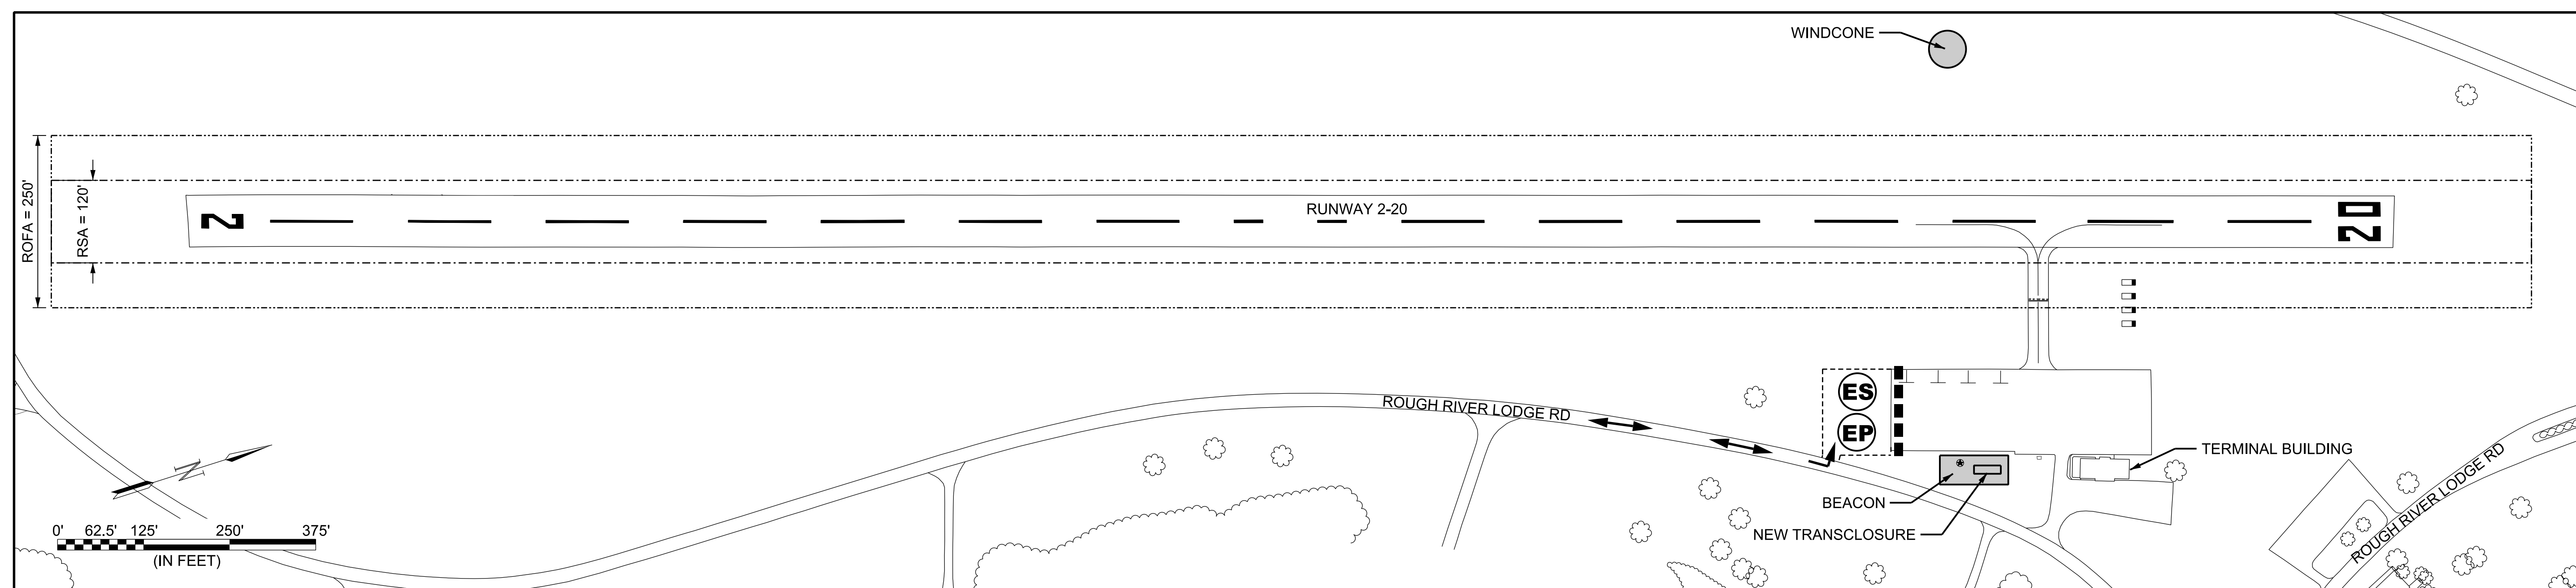 WINDCONE
ROFA = 250'
RSA = 120'
2
RUNWAY 2-20
20
ROUGH RIVER LODGE RD
ES
EP
TERMINAL BUILDING
BEACON
NEW TRANSCLOSURE
ROUGH RIVER LODGE RD
N
0' 62.5' 125' 250' 375'
(IN FEET)